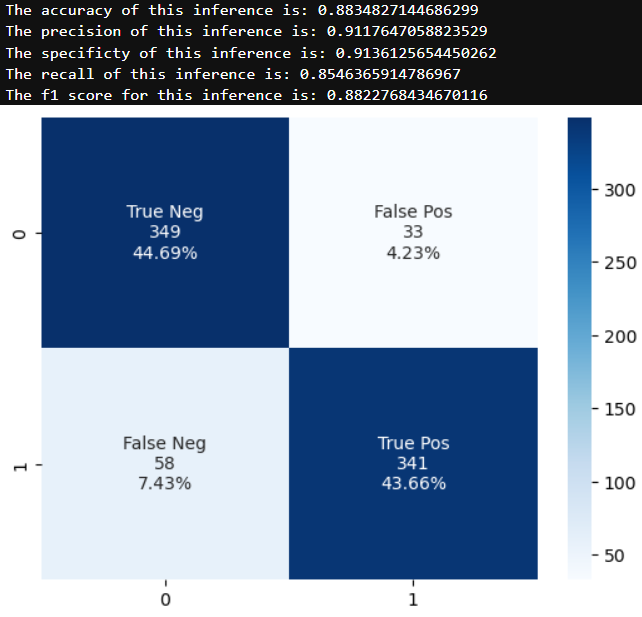 The accuracy of this inference is: 0.8834827144686299
The precision of this inference is: 0.9117647058823529
The specificty of this inference is: 0.9136125654450262
The recall of this inference is: 0.8546365914786967
The f1 score for this inference is: 0.8822768434670116
True Neg
349
44.69%
False Pos
33
4.23%
False Neg
58
7.43%
True Pos
341
43.66%
0
1
0
1
300
250
200
150
100
50